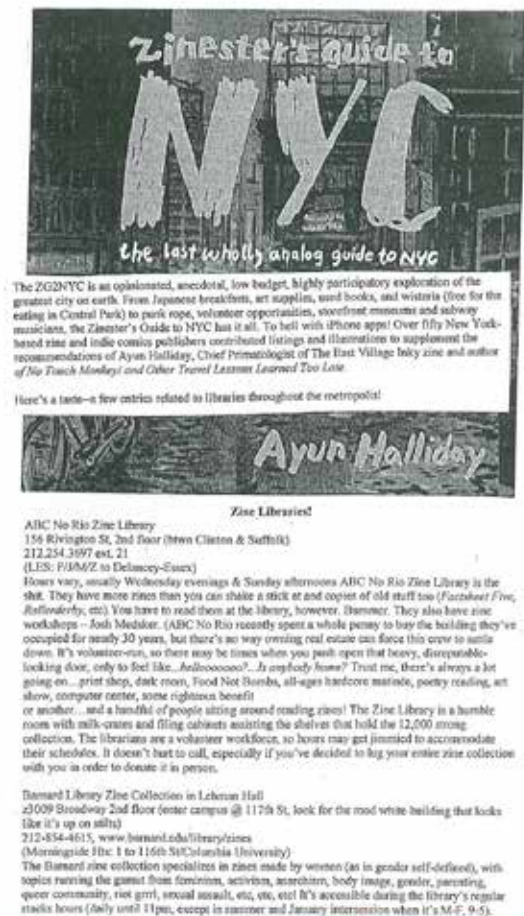 Zinester's guide to
NYC
the last wholly analog guide to NYC
The ZG2NYC is an opinionated, anecdotal, low budget, highly participatory exploration of the
greatest city on earth. From Japanese breakfasts, art supplies, used books, and wisteria (free for the
eating in Central Park) to punk rope, volunteer opportunities, storefront museums and subway
musicians, the Zinester's Guide to NYC has it all. To hell with iPhone apps! Over fifty New York-
based zine and indie comics publishers contributed listings and illustrations to supplement the
recommendations of Ayun Halliday, Chief Primatologist of The East Village Inky zine and author
of No Touch Monkey! and Other Travel Lessons Learned Too Late.
Here's a taste--a few entries related to libraries throughout the metropolis!
Ayun Halliday
Zine Libraries!
ABC No Rio Zine Library
156 Rivington St, 2nd floor (btwn Clinton & Suffolk)
212.254.3697 ext. 21
(LES: F/J/M/Z to Delancey-Essex)
Hours vary, usually Wednesday evenings & Sunday afternoons ABC No Rio Zine Library is the
shit. They have more zines than you can shake a stick at and copies of old stuff too (Factsheet Five,
Rollerderby, etc) You have to read them at the library, however. Bummer. They also have zine
workshops – Josh Medsker. (ABC No Rio recently spent a whole penny to buy the building they've
occupied for nearly 30 years, but there's no way owning real estate can force this crew to settle
down. It's volunteer-run, so there may be times when you push open that heavy, disreputable-
looking door, only to feel like...hellooooooo?...Is anybody home? Trust me, there's always a lot
going on...print shop, dark room, Food Not Bombs, all-ages hardcore matinée, poetry reading, art
show, computer center, some righteous benefit
or another...and a handful of people sitting around reading zines! The Zine Library is a humble
room with milk-crates and filing cabinets assisting the shelves that hold the 12,000 strong
collection. The librarians are a volunteer workforce, so hours may get jimmied to accommodate
their schedules. It doesn't hurt to call, especially if you've decided to lug your entire zine collection
with you in order to donate it in person.
Barnard Library Zine Collection in Lehman Hall
z3009 Broadway 2nd floor (enter campus @ 117th St, look for the mod white building that looks
like it's up on stilts)
212-854-4615, www.barnard.edu/library/zines
(Morningside Hts: 1 to 116th St/Columbia University)
The Barnard zine collection specializes in zines made by women (as in gender self-defined), with
topics running the gamut from feminism, activism, anarchism, body image, gender, parenting,
queer community, riot grrrl, sexual assault, etc, etc, etc! It's accessible during the library's regular
stacks hours (daily until 11pm, except in summer and January intersession when it's M-F, 9-5).